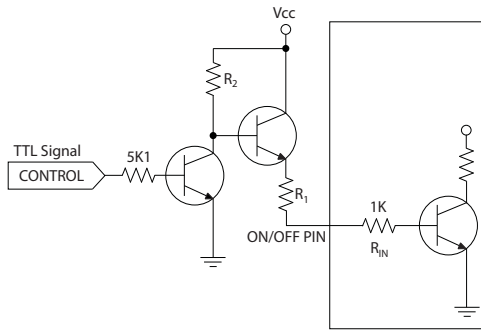 Vcc
R2
TTL Signal
CONTROL
5K1
R1
ON/OFF PIN
1K
RIN